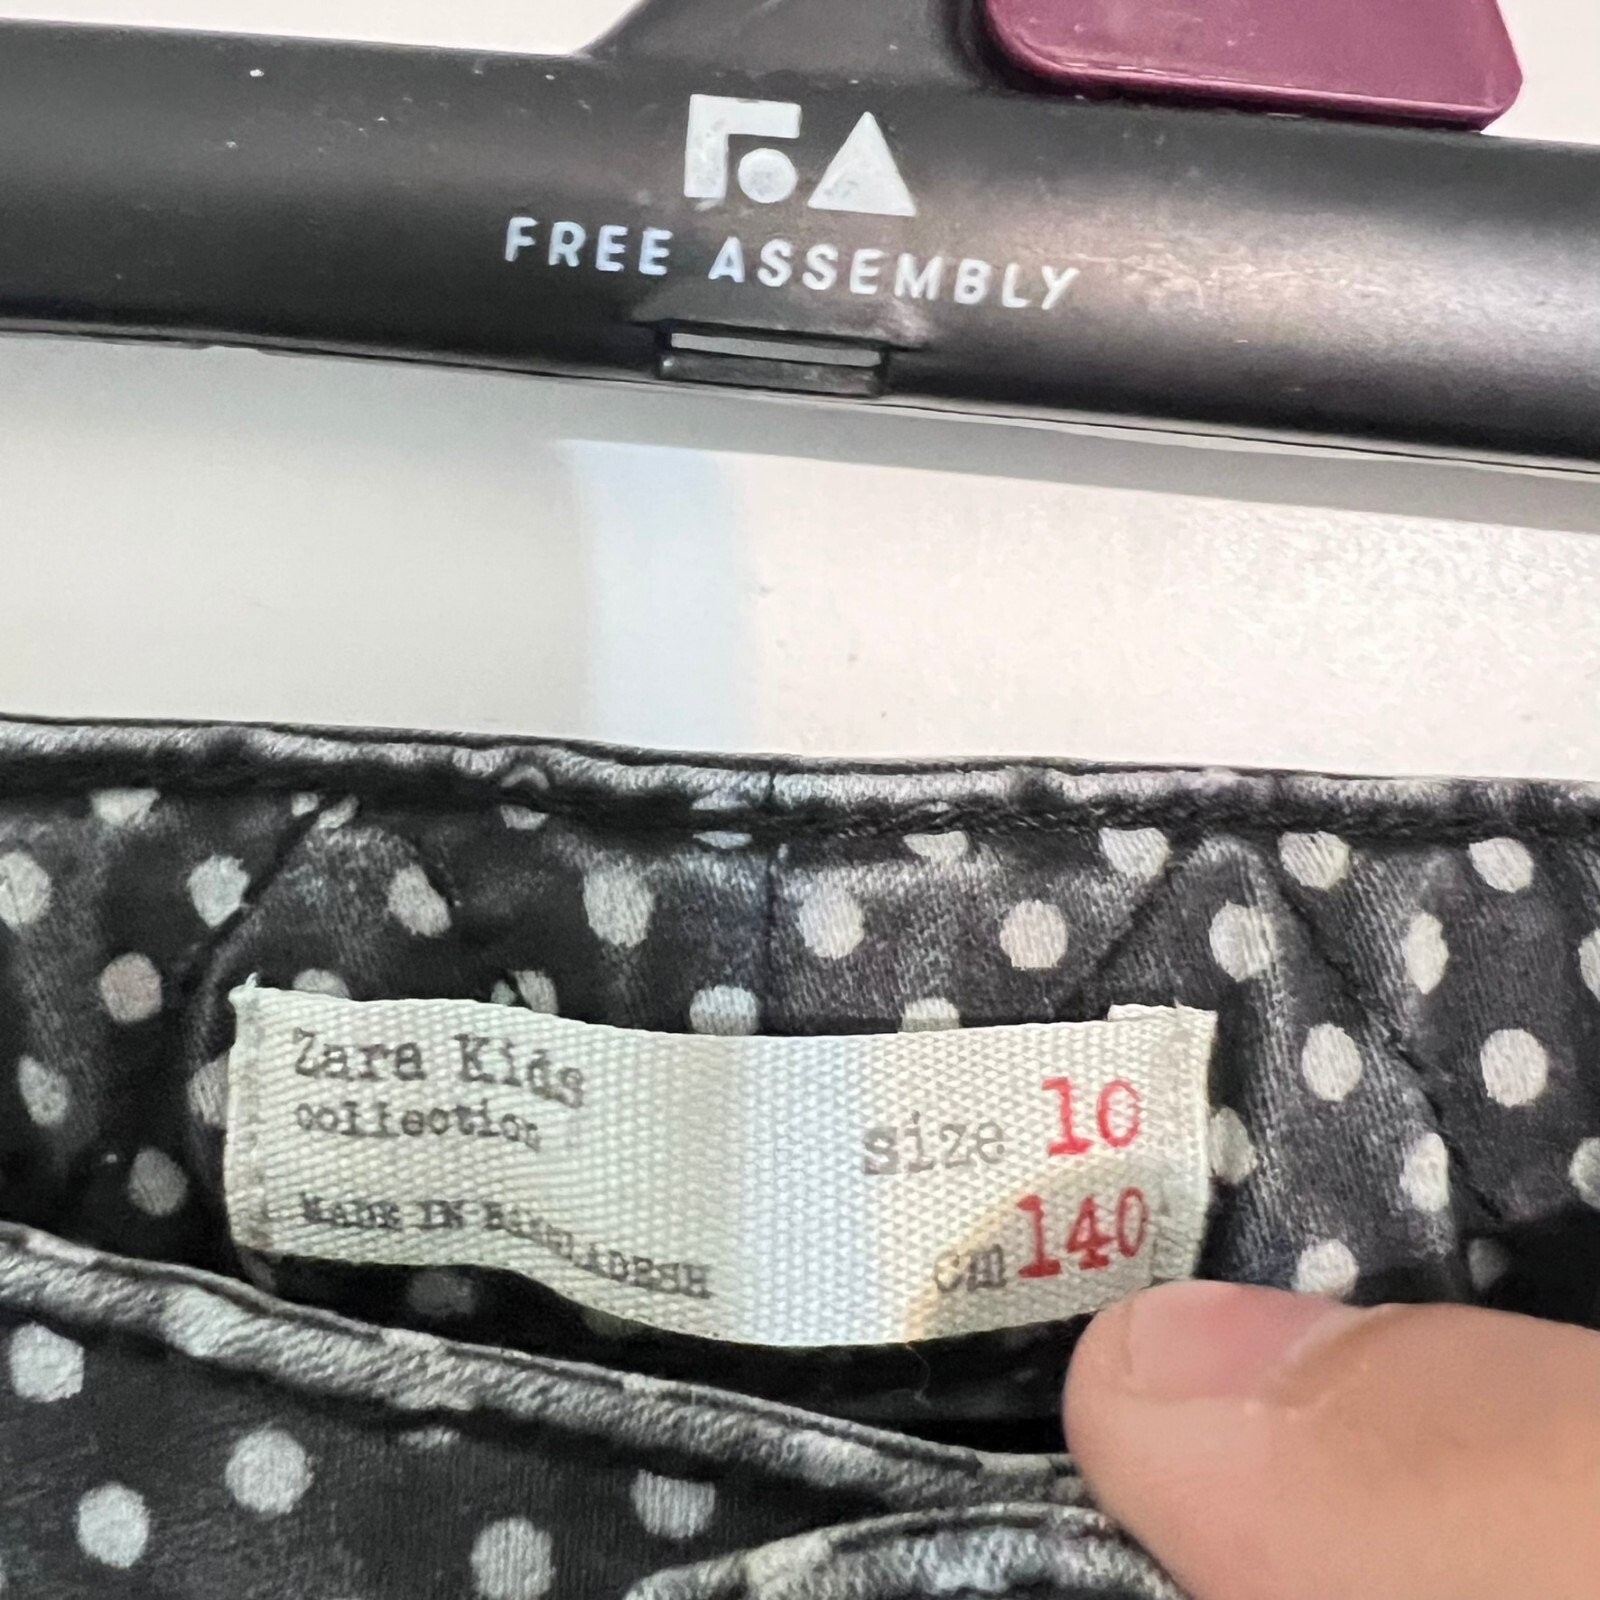 FREE ASSEMBLY
Zara Kids
collection
MADE IN BANGLADESH
size 10
cm 140